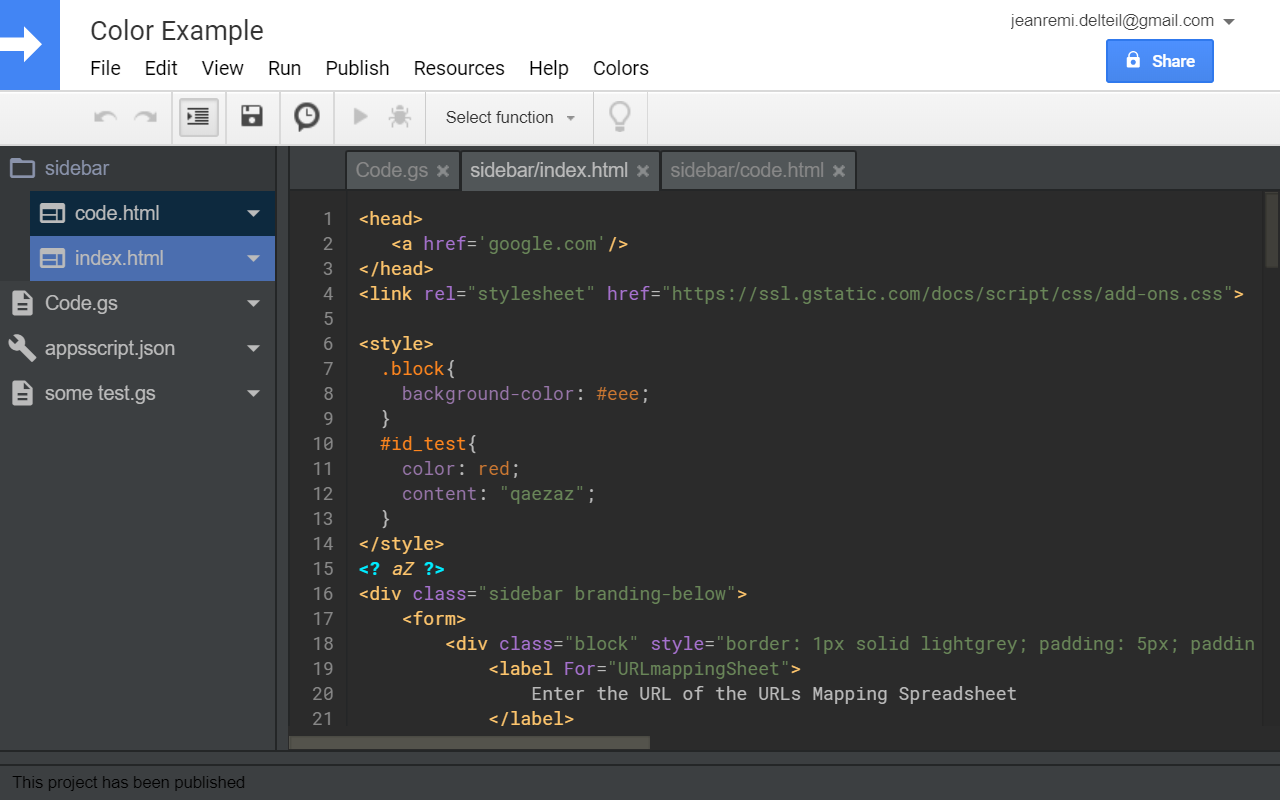 Color Example
jeanremi.delteil@gmail.com
File Edit View Run Publish Resources Help Colors
Share
Select function
sidebar
code.html
index.html
Code.gs
appsscript.json
some test.gs
Code.gs sidebar/index.html sidebar/code.html
1 <head>
2 <a href='google.com'/>
3 </head>
4 <link rel="stylesheet" href="https://ssl.gstatic.com/docs/script/css/add-ons.css">
5
6 <style>
7 .block{
8 background-color: #eee;
9 }
10 #id_test{
11 color: red;
12 content: "qaezaz";
13 }
14 </style>
15 <? aZ ?>
16 <div class="sidebar branding-below">
17 <form>
18 <div class="block" style="border: 1px solid lightgrey; padding: 5px; paddin
19 <label For="URLmappingSheet">
20 Enter the URL of the URLs Mapping Spreadsheet
21 </label>
This project has been published